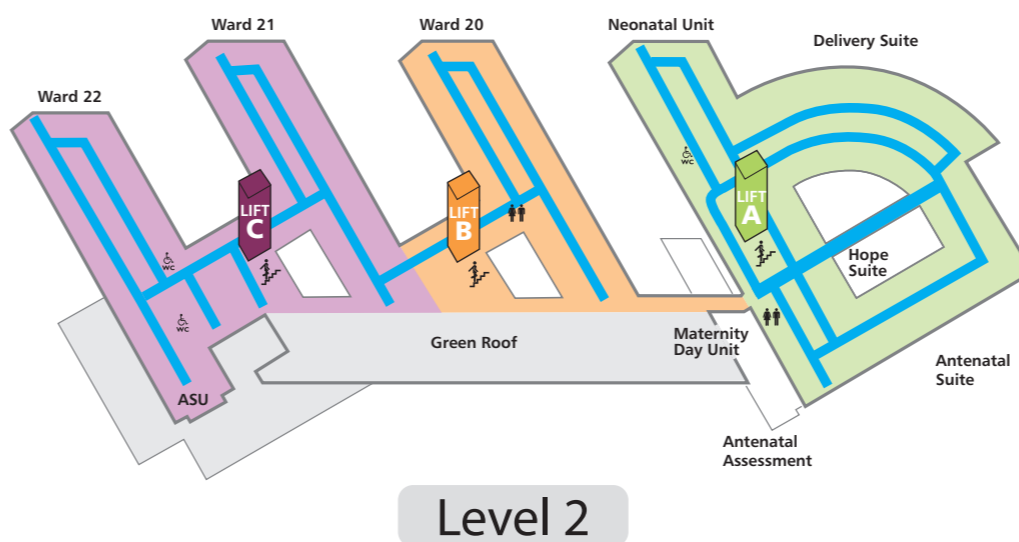 Ward 21
Ward 20
Neonatal Unit
Delivery Suite
Ward 22
WC
LIFT
C
LIFT
B
LIFT
A
WC
WC
Hope
Suite
Green Roof
Maternity
Day Unit
Antenatal
Suite
ASU
Antenatal
Assessment
Level 2